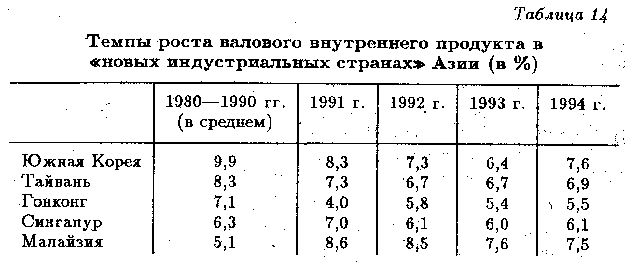 Таблица 14
Темпы роста валового внутреннего продукта в
«новых индустриальных странах» Азии (в %)
1980—1990 гг. 1991 г. 1992 г. 1993 г. 1994 г.
(в среднем)
Южная Корея 9,9 8,3 7,3 6,4 7,6
Тайвань 8,3 7,3 6,7 6,7 6,9
Гонконг 7,1 4,0 5,8 5,4 5,5
Сингапур 6,3 7,0 6,1 6,0 6,1
Малайзия 5,1 8,6 8,5 7,6 7,5